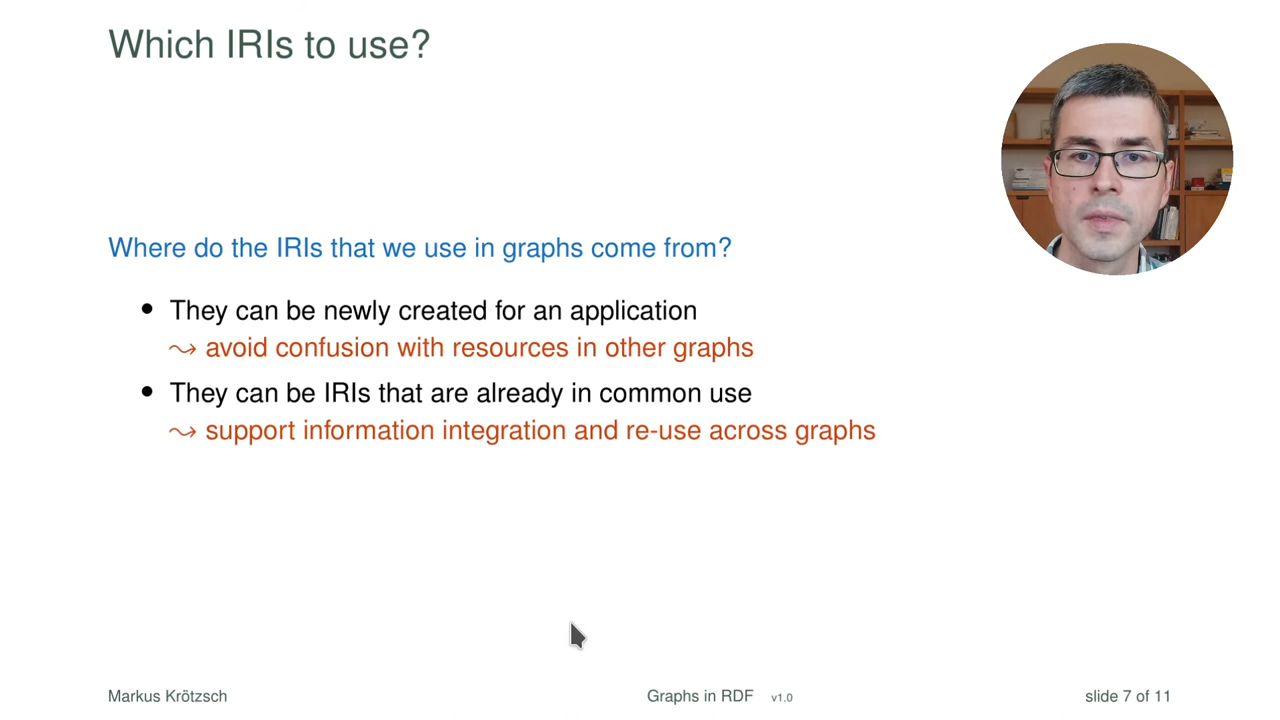 Which IRIs to use?
Where do the IRIs that we use in graphs come from?
• They can be newly created for an application
⤳ avoid confusion with resources in other graphs
• They can be IRIs that are already in common use
⤳ support information integration and re-use across graphs
Markus Krötzsch
Graphs in RDF v1.0
slide 7 of 11